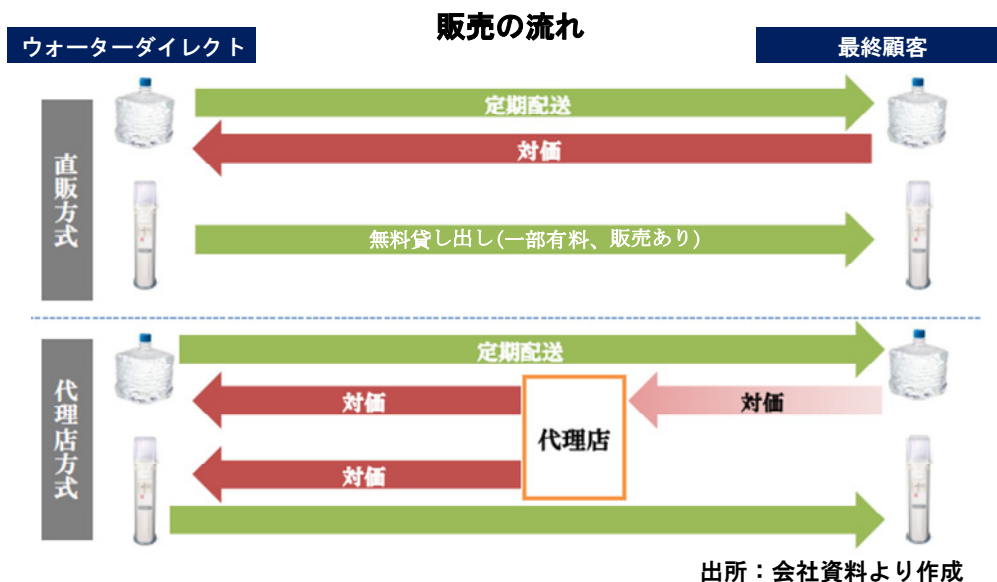 販売の流れ
ウォーターダイレクト
最終顧客
直販方式
定期配送
対価
無料貸し出し(一部有料、販売あり)
代理店方式
定期配送
対価
対価
代理店
対価
出所：会社資料より作成